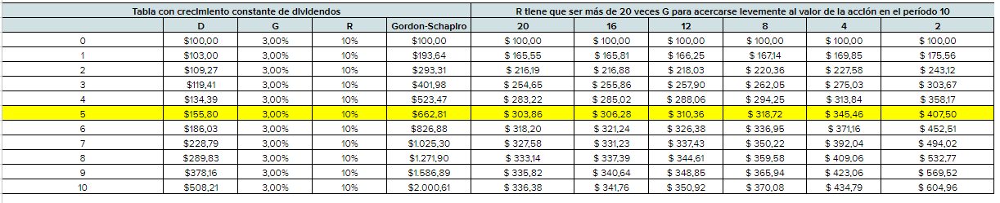 Tabla con crecimiento constante de dividendos R tiene que ser más de 20 veces G para acercarse levemente al valor de la acción en el período 10
D G R Gordon-Schapiro 20 16 12 8 4 2
0 $100,00 3,00% 10% $100,00 $ 100,00 $ 100,00 $ 100,00 $ 100,00 $ 100,00 $ 100,00
1 $103,00 3,00% 10% $193,64 $ 165,55 $ 165,81 $ 166,25 $ 167,14 $ 169,85 $ 175,56
2 $109,27 3,00% 10% $293,31 $ 216,19 $ 216,88 $ 218,03 $ 220,36 $ 227,58 $ 243,12
3 $119,41 3,00% 10% $401,98 $ 254,65 $ 255,86 $ 257,90 $ 262,05 $ 275,03 $ 303,67
4 $134,39 3,00% 10% $523,47 $ 283,22 $ 285,02 $ 288,06 $ 294,25 $ 313,84 $ 358,17
5 $155,80 3,00% 10% $662,81 $ 303,86 $ 306,28 $ 310,36 $ 318,72 $ 345,46 $ 407,50
6 $186,03 3,00% 10% $826,88 $ 318,20 $ 321,24 $ 326,38 $ 336,95 $ 371,16 $ 452,51
7 $228,79 3,00% 10% $1.025,30 $ 327,58 $ 331,23 $ 337,43 $ 350,22 $ 392,04 $ 494,02
8 $289,83 3,00% 10% $1.271,90 $ 333,14 $ 337,39 $ 344,61 $ 359,58 $ 409,06 $ 532,77
9 $378,16 3,00% 10% $1.586,89 $ 335,82 $ 340,64 $ 348,85 $ 365,94 $ 423,06 $ 569,52
10 $508,21 3,00% 10% $2.000,61 $ 336,38 $ 341,76 $ 350,92 $ 370,08 $ 434,79 $ 604,96